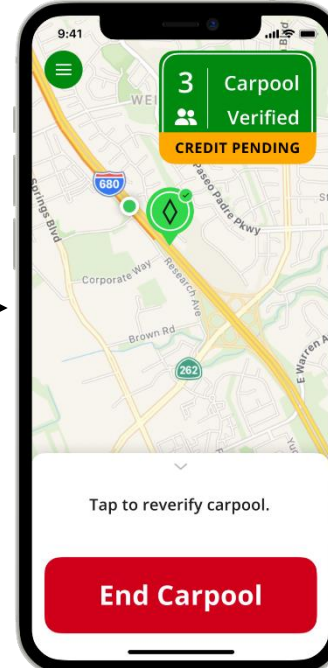 9:41
3
Carpool
Verified
CREDIT PENDING
WEI
680
Paseo Padre Pkwy
Springs Blvd
Corporate Way
Research Ave
Brown Rd
262
E Warren A
Tap to reverify carpool.
End Carpool